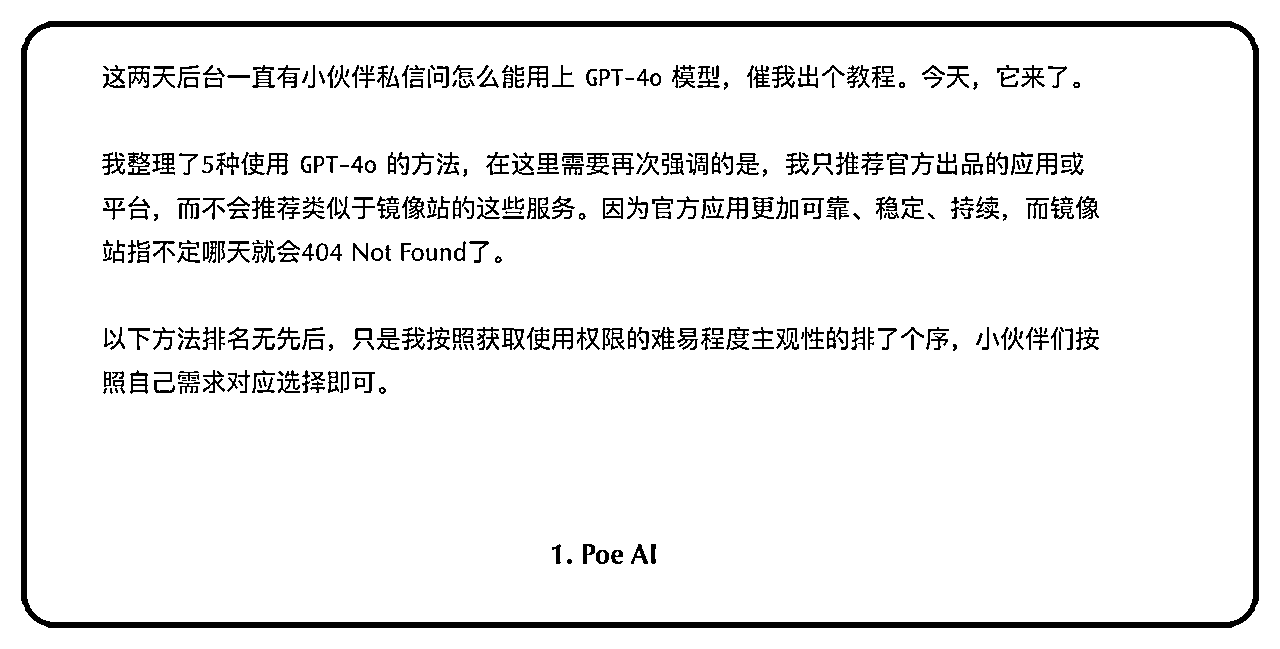 这两天后台一直有小伙伴私信问怎么能用上 GPT-4o 模型，催我出个教程。今天，它来了。
我整理了5种使用 GPT-4o 的方法，在这里需要再次强调的是，我只推荐官方出品的应用或
平台，而不会推荐类似于镜像站的这些服务。因为官方应用更加可靠、稳定、持续，而镜像
站指不定哪天就会404 Not Found了。
以下方法排名无先后，只是我按照获取使用权限的难易程度主观性的排了个序，小伙伴们按
照自己需求对应选择即可。
1. Poe AI